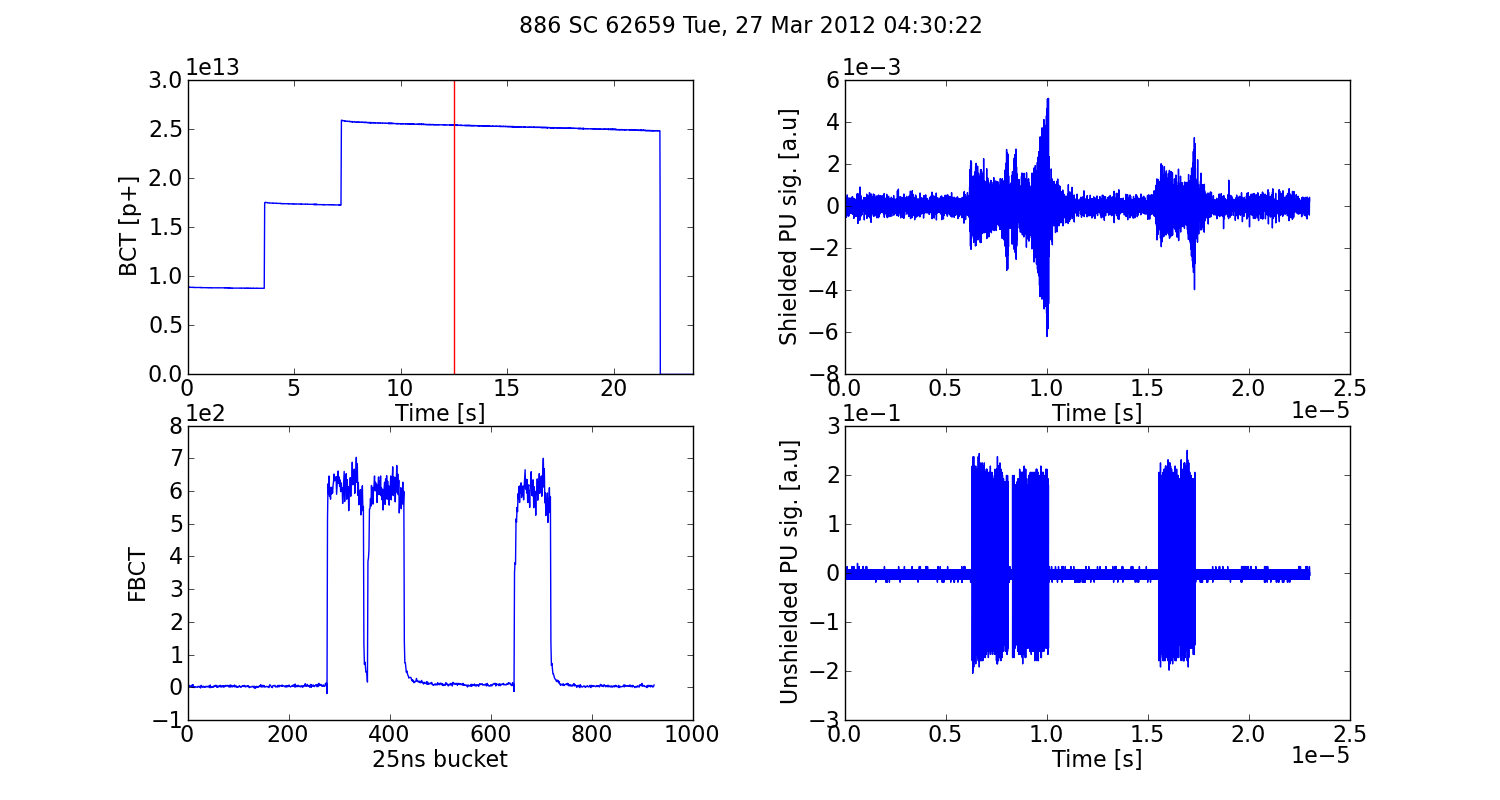 886 SC 62659 Tue, 27 Mar 2012 04:30:22
1e13
3.0
2.5
2.0
1.5
1.0
0.5
0.0
BCT [p+]
0 5 10 15 20
Time [s]
1e−3
6
4
2
0
−2
−4
−6
−8
Shielded PU sig. [a.u]
0.0 0.5 1.0 1.5 2.0 2.5
Time [s]
1e−5
1e2
8
7
6
5
4
3
2
1
0
−1
FBCT
0 200 400 600 800 1000
25ns bucket
1e−1
3
2
1
0
−1
−2
−3
Unshielded PU sig. [a.u]
0.0 0.5 1.0 1.5 2.0 2.5
Time [s]
1e−5